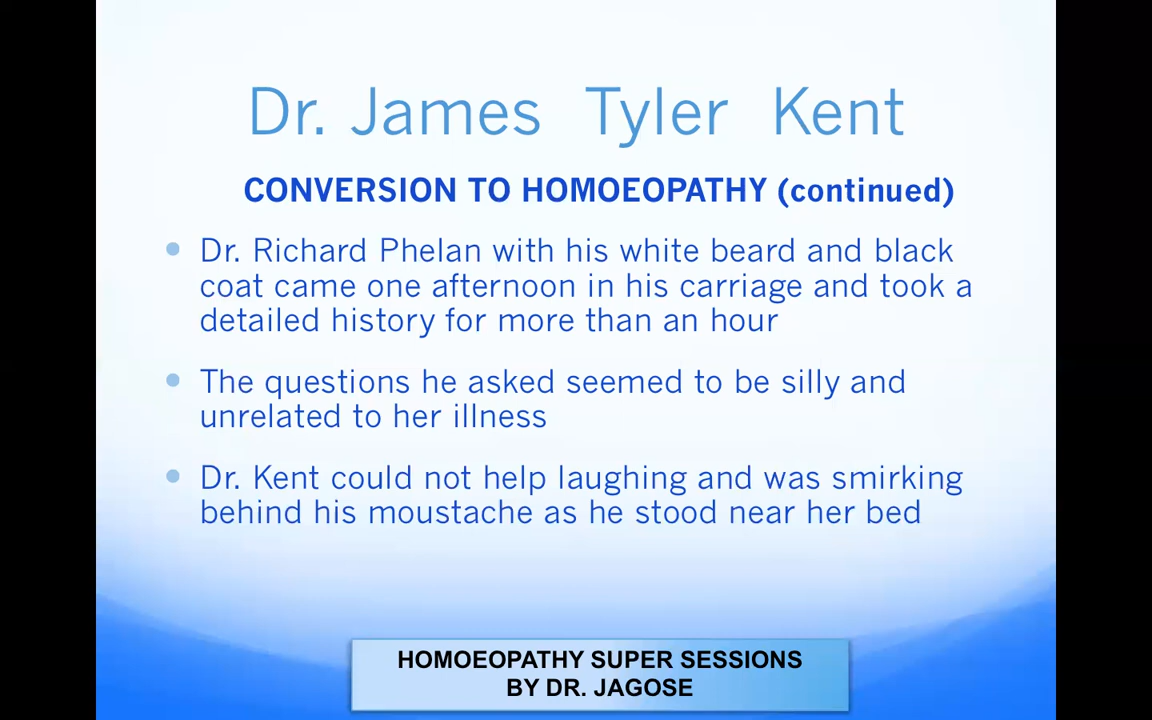 Dr. James Tyler Kent
CONVERSION TO HOMOEOPATHY (continued)
Dr. Richard Phelan with his white beard and black
coat came one afternoon in his carriage and took a
detailed history for more than an hour
The questions he asked seemed to be silly and
unrelated to her illness
Dr. Kent could not help laughing and was smirking
behind his moustache as he stood near her bed
HOMOEOPATHY SUPER SESSIONS
BY DR. JAGOSE